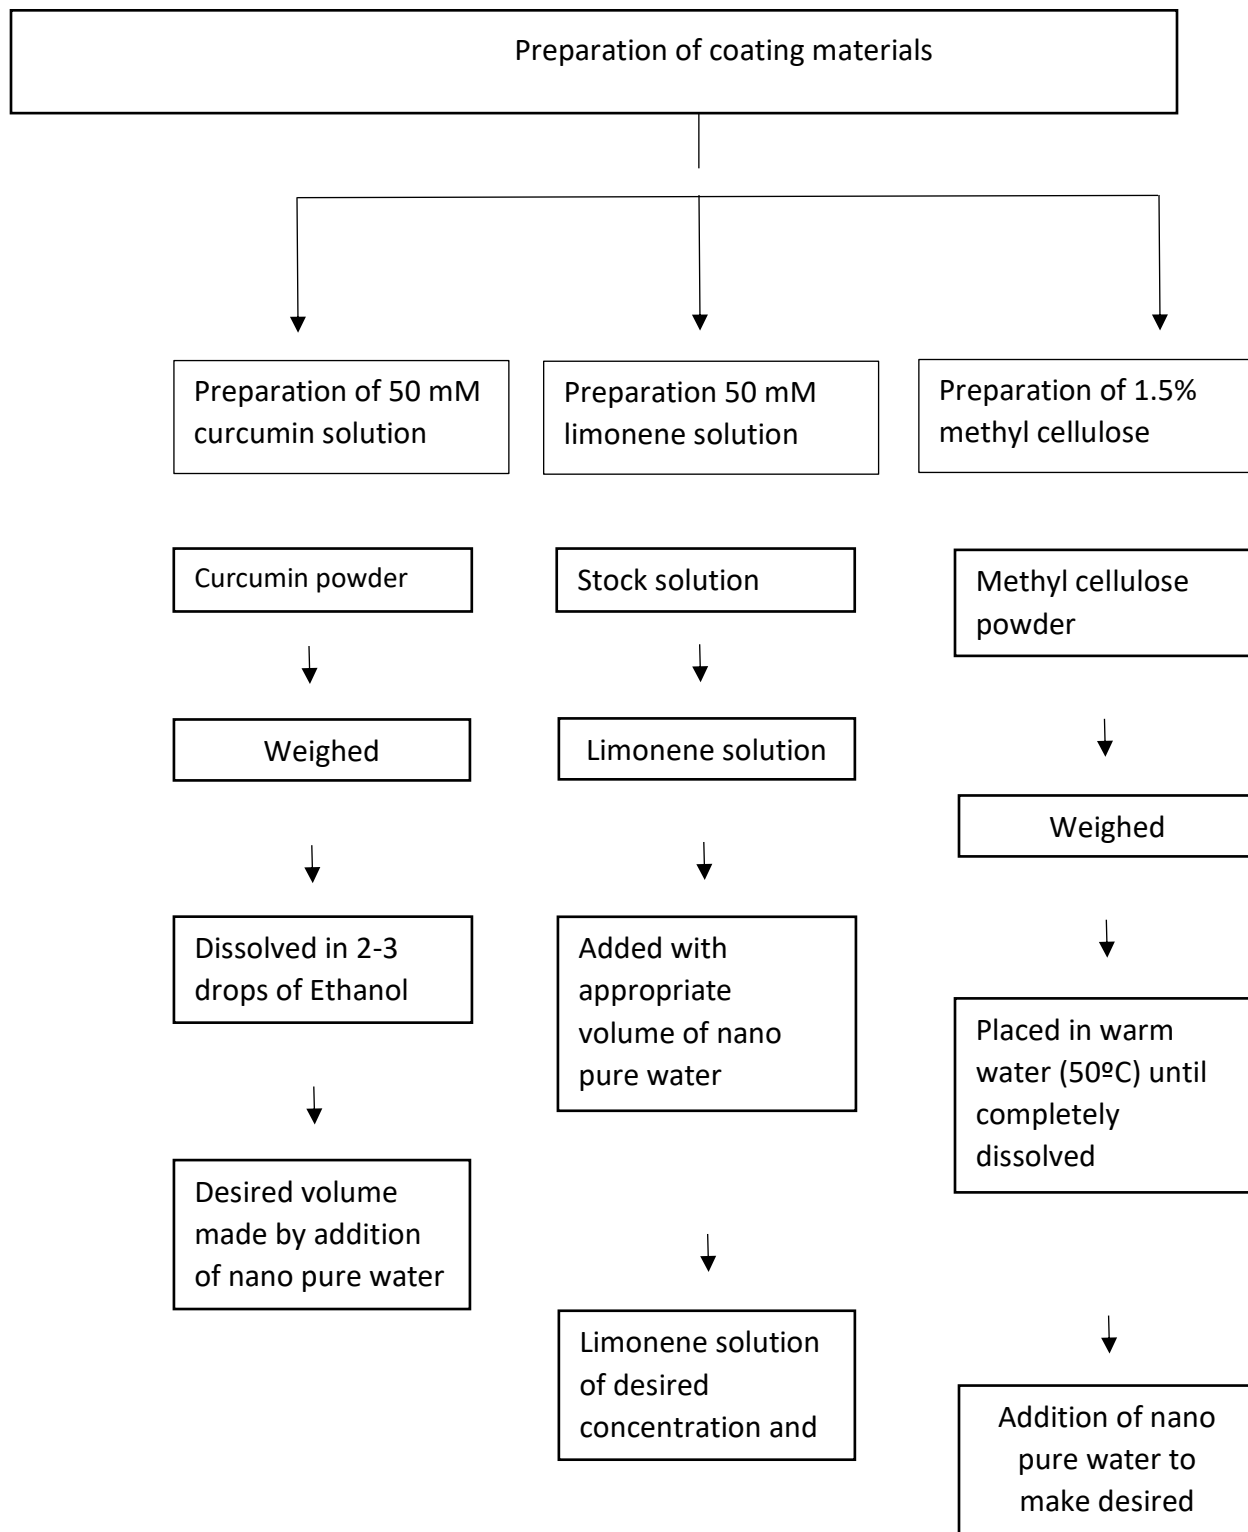 Preparation of coating materials
Preparation of 50 mM
curcumin solution
Preparation 50 mM
limonene solution
Preparation of 1.5%
methyl cellulose
Curcumin powder
Stock solution
Methyl cellulose
powder
Weighed
Limonene solution
Weighed
Dissolved in 2-3
drops of Ethanol
Added with
appropriate
volume of nano
pure water
Placed in warm
water (50ºC) until
completely
dissolved
Desired volume
made by addition
of nano pure water
Limonene solution
of desired
concentration and
Addition of nano
pure water to
make desired